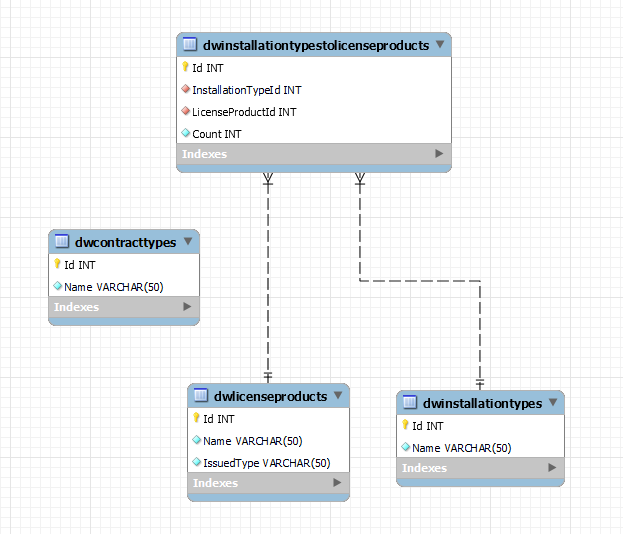 dwinstallationtypestolicenseproducts
Id INT
InstallationTypeId INT
LicenseProductId INT
Count INT
Indexes
dwcontracttypes
Id INT
Name VARCHAR(50)
Indexes
dwlicenseproducts
Id INT
Name VARCHAR(50)
IssuedType VARCHAR(50)
Indexes
dwinstallationtypes
Id INT
Name VARCHAR(50)
Indexes